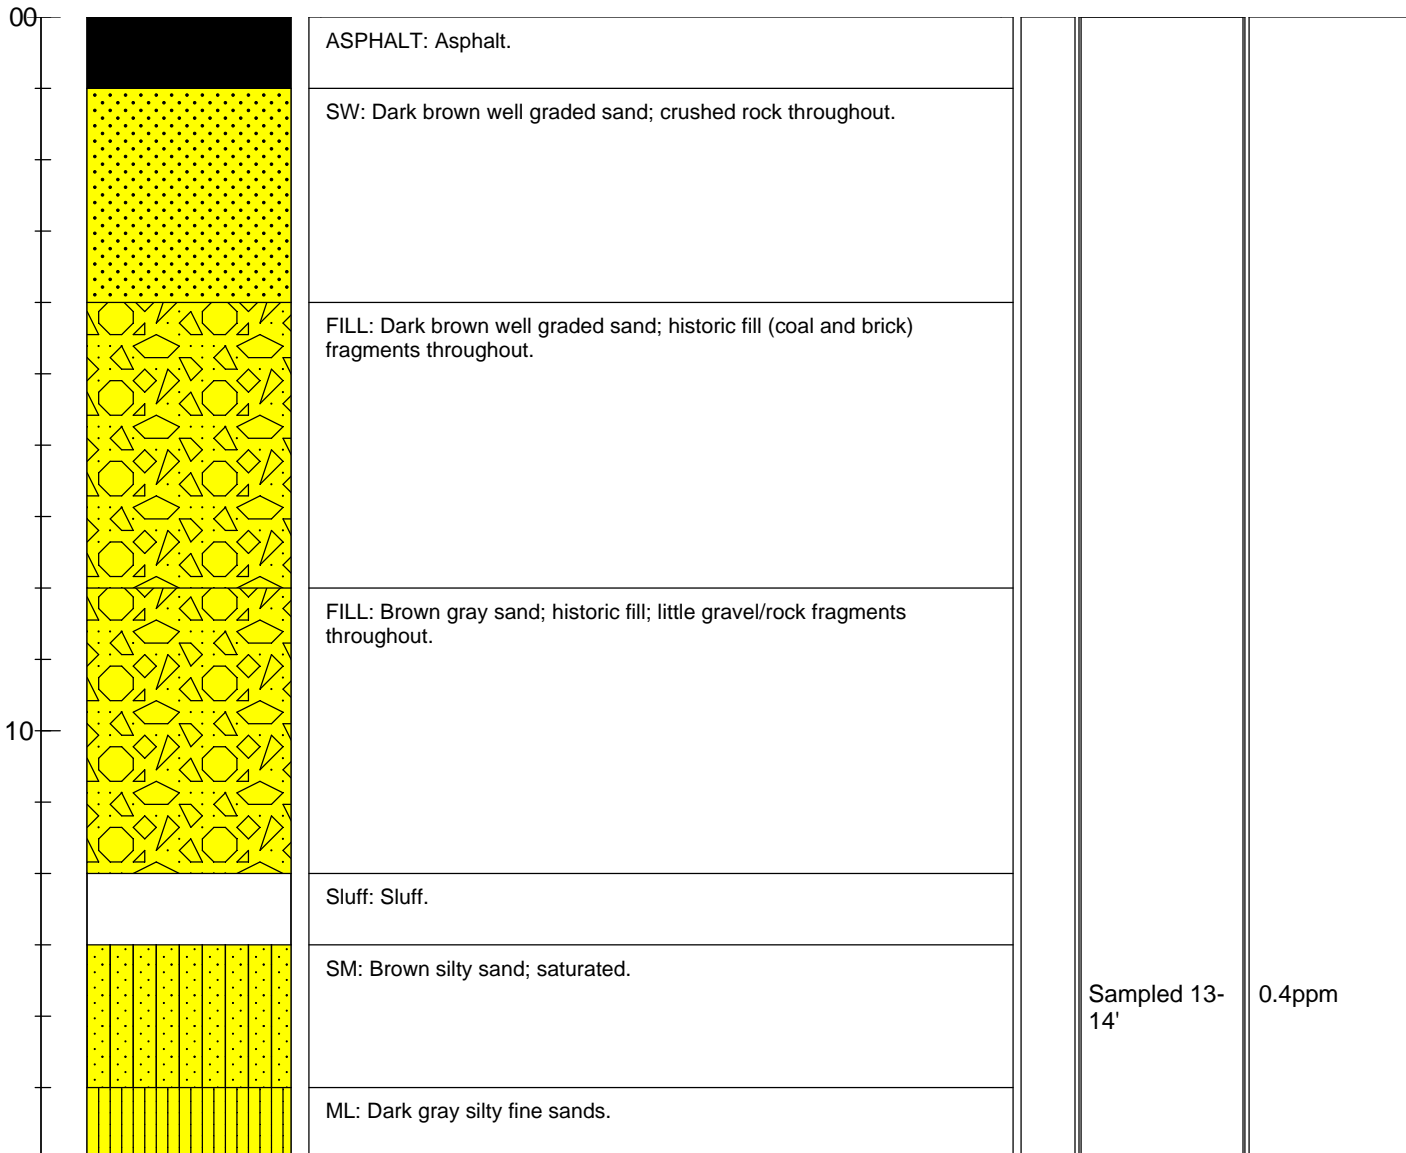 00
ASPHALT: Asphalt.
SW: Dark brown well graded sand; crushed rock throughout.
FILL: Dark brown well graded sand; historic fill (coal and brick)
fragments throughout.
FILL: Brown gray sand; historic fill; little gravel/rock fragments
throughout.
10
Sluff: Sluff.
SM: Brown silty sand; saturated.
Sampled 13-
14'
0.4ppm
ML: Dark gray silty fine sands.